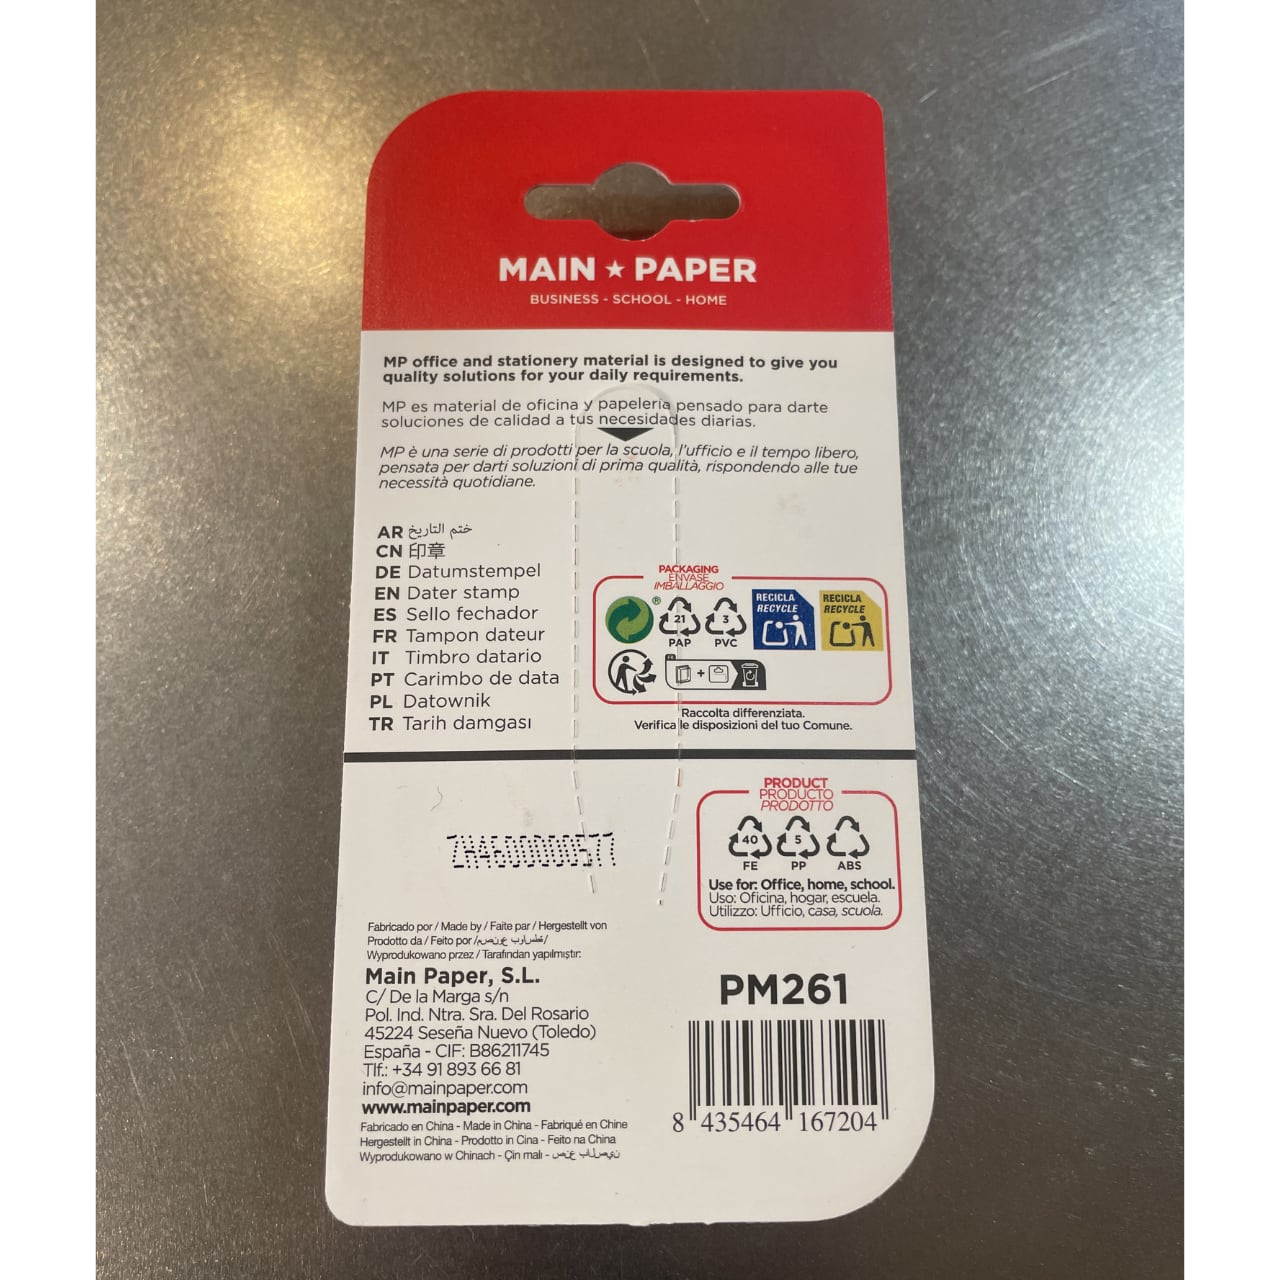 MAIN ★ PAPER
BUSINESS - SCHOOL - HOME
MP office and stationery material is designed to give you
quality solutions for your daily requirements.
MP es material de oficina y papelería pensado para darte
soluciones de calidad a tus necesidades diarias.
MP è una serie di prodotti per la scuola, l'ufficio e il tempo libero,
pensata per darti soluzioni di prima qualità, rispondendo alle tue
necessità quotidiane.
AR ختم التاريخ
CN 印章
DE Datumstempel
EN Dater stamp
ES Sello fechador
FR Tampon dateur
IT Timbro datario
PT Carimbo de data
PL Datownik
TR Tarih damgası
PACKAGING
ENVASE
IMBALLAGGIO
®
21
PAP
3
PVC
RECICLA
RECYCLE
RECICLA
RECYCLE
+
Raccolta differenziata.
Verifica le disposizioni del tuo Comune.
PRODUCT
PRODUCTO
PRODOTTO
40
FE
5
PP
ABS
Use for: Office, home, school.
Uso: Oficina, hogar, escuela.
Utilizzo: Ufficio, casa, scuola.
ZH4600000577
Fabricado por / Made by / Faite par / Hergestellt von
Prodotto da / Feito por /
Wyprodukowano przez / Tarafından yapılmıştır:
Main Paper, S.L.
C/ De la Marga s/n
Pol. Ind. Ntra. Sra. Del Rosario
45224 Seseña Nuevo (Toledo)
España - CIF: B86211745
Tlf.: +34 91 893 66 81
info@mainpaper.com
www.mainpaper.com
Fabricado en China - Made in China - Fabriqué en Chine
Hergestellt in China - Prodotto in Cina - Feito na China
Wyprodukowano w Chinach - Çin malı -
PM261
8 435464 167204